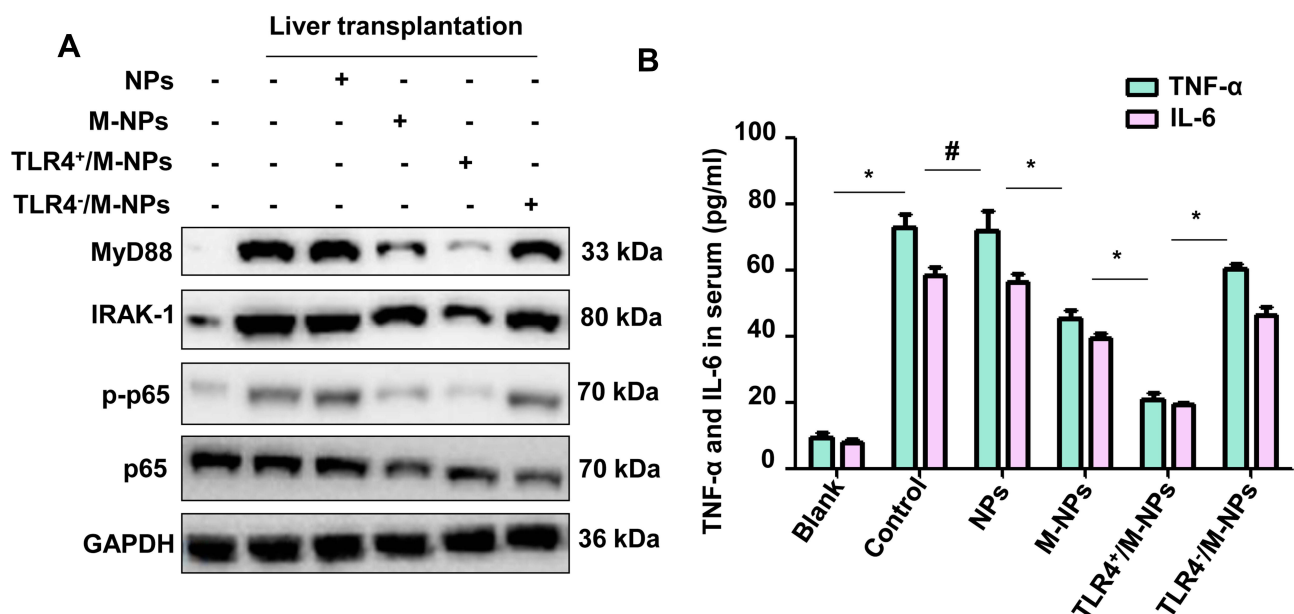 A
Liver transplantation
NPs - - + - - -
M-NPs - - - + - -
TLR4⁺/M-NPs - - - - + -
TLR4⁻/M-NPs - - - - - +
MyD88 33 kDa
IRAK-1 80 kDa
p-p65 70 kDa
p65 70 kDa
GAPDH 36 kDa
B
TNF-α
IL-6
TNF-α and IL-6 in serum (pg/ml)
100
80
60
40
20
0
* # * * *
Blank
Control
NPs
M-NPs
TLR4⁺/M-NPs
TLR4⁻/M-NPs